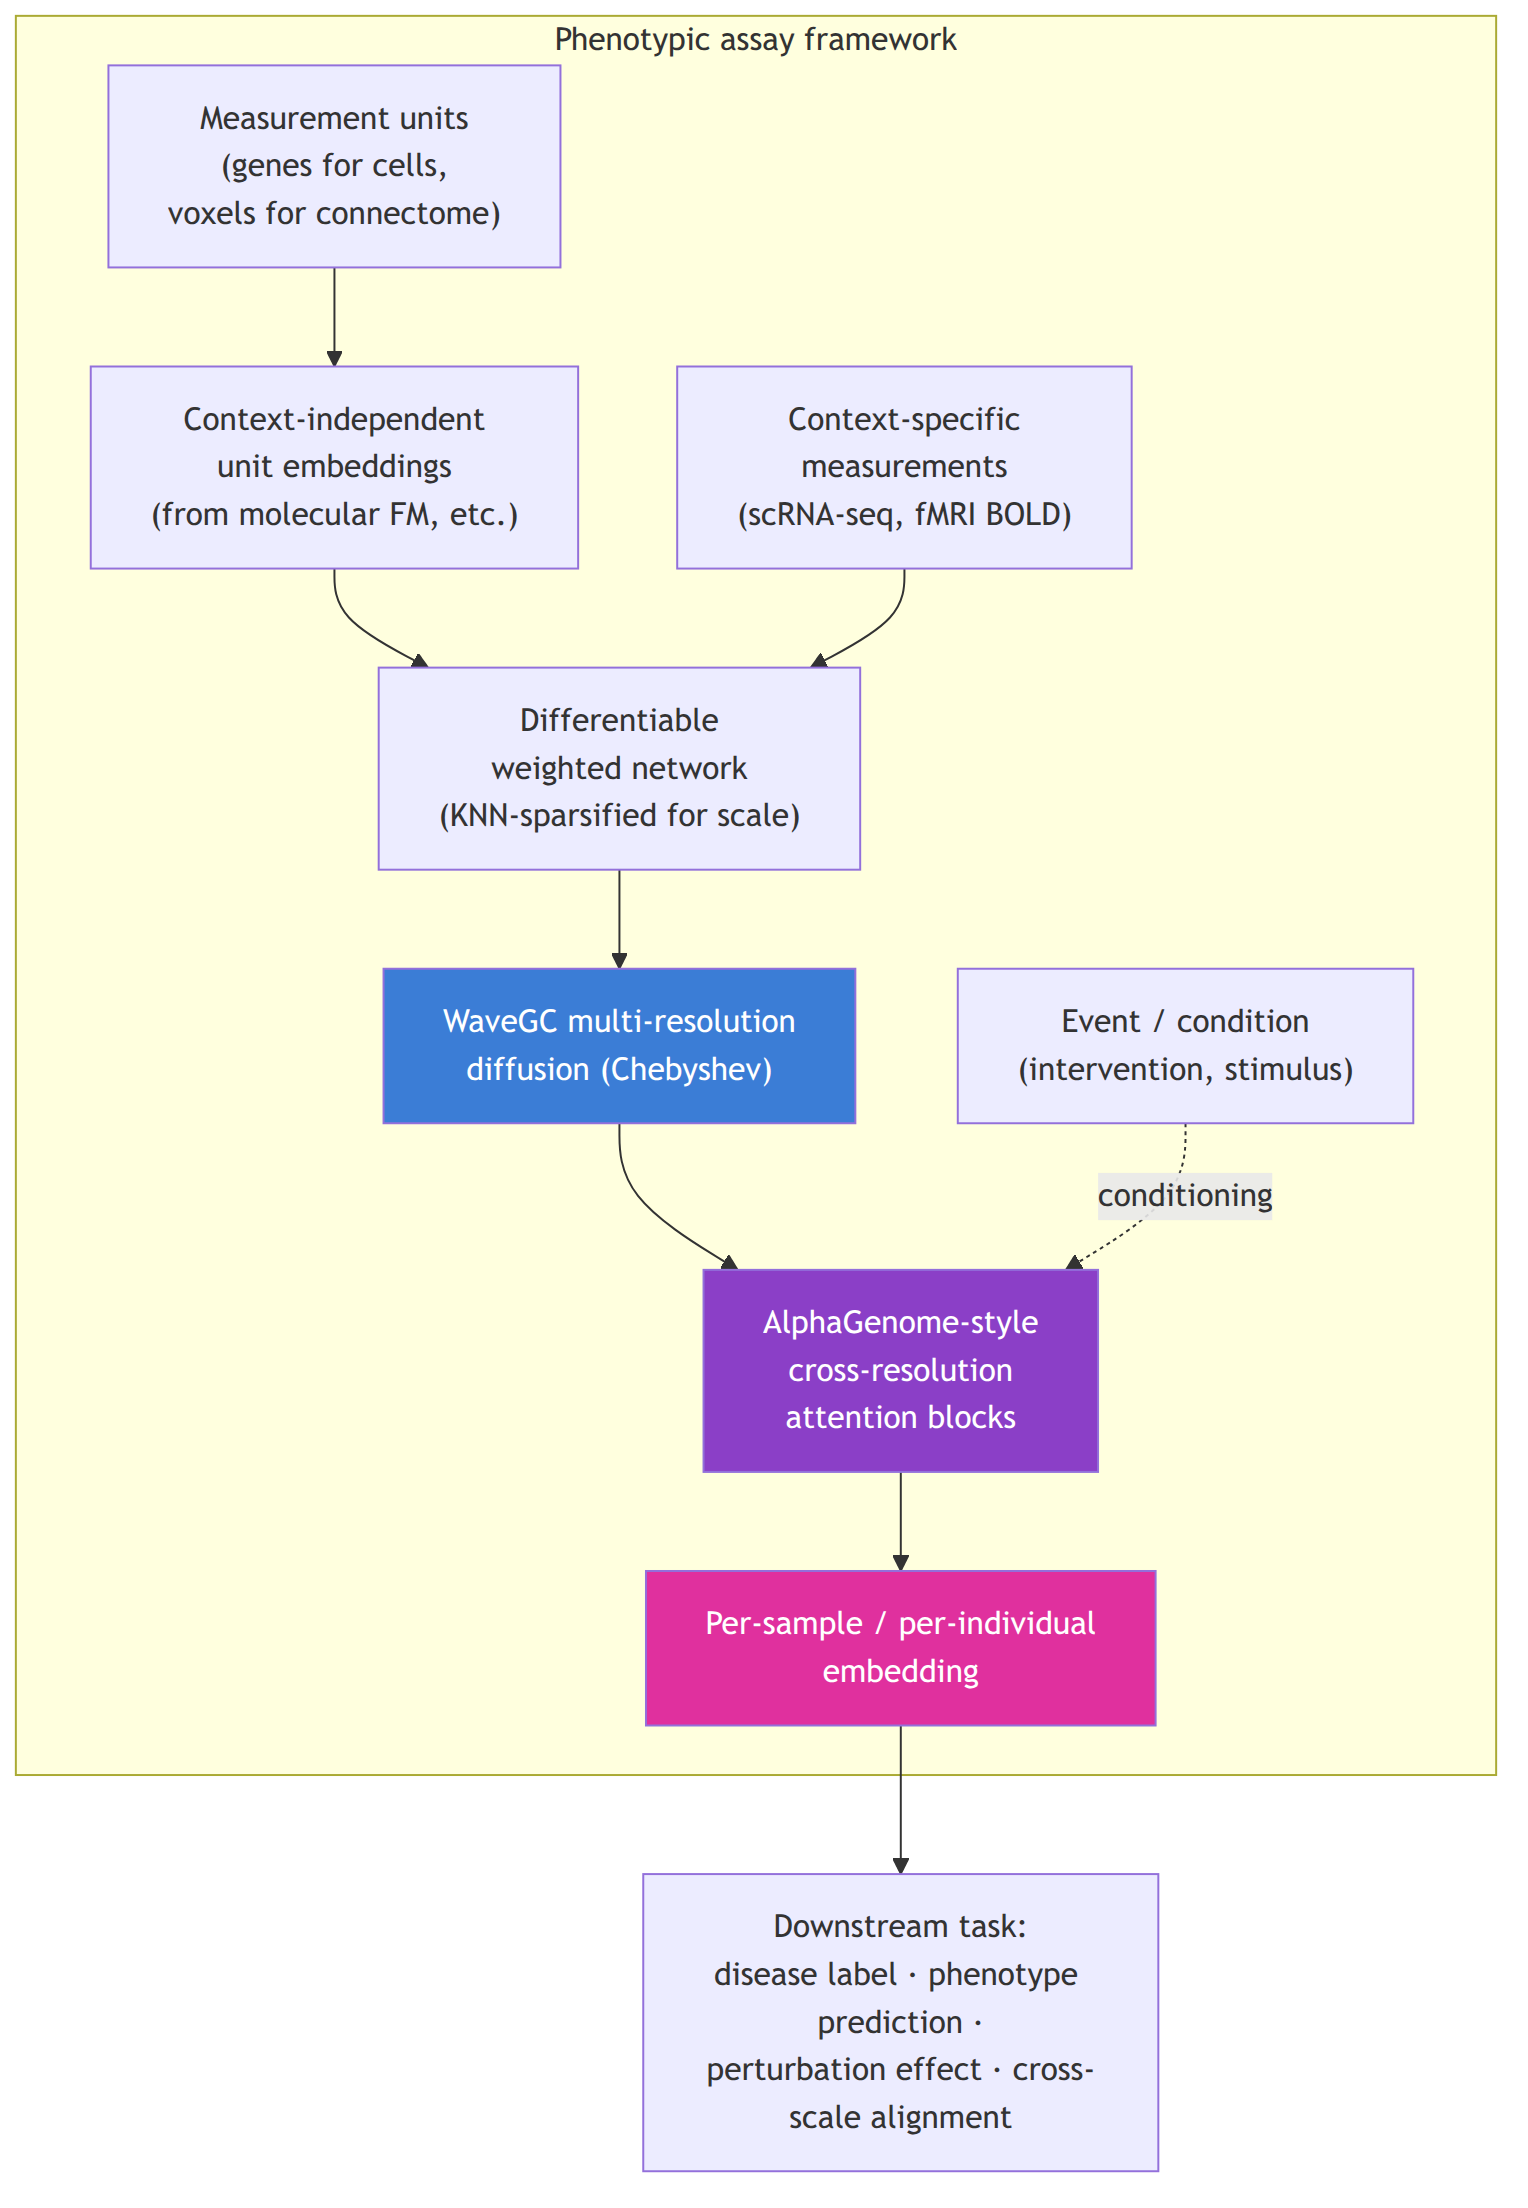 Phenotypic assay framework
Measurement units
(genes for cells,
voxels for connectome)
Context-independent
unit embeddings
(from molecular FM, etc.)
Context-specific
measurements
(scRNA-seq, fMRI BOLD)
Differentiable
weighted network
(KNN-sparsified for scale)
WaveGC multi-resolution
diffusion (Chebyshev)
Event / condition
(intervention, stimulus)
conditioning
AlphaGenome-style
cross-resolution
attention blocks
Per-sample / per-individual
embedding
Downstream task:
disease label · phenotype
prediction ·
perturbation effect · cross-
scale alignment